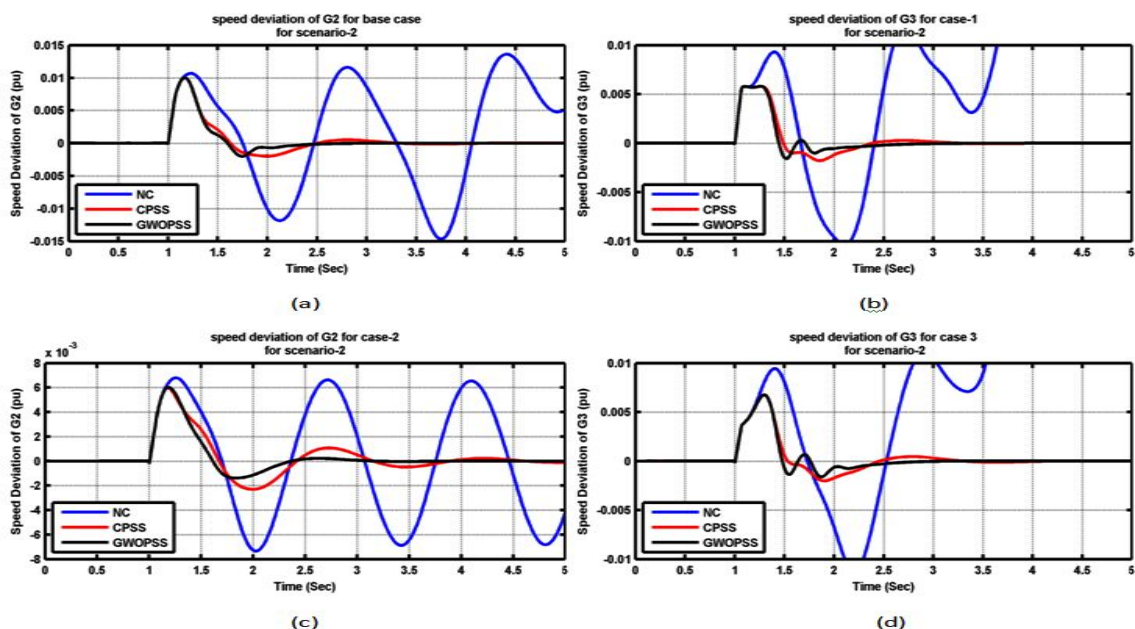 speed deviation of G2 for base case
for scenario-2
Speed Deviation of G2 (pu)
0.015
0.01
0.005
0
-0.005
-0.01
-0.015
NC
CPSS
GWOPSS
0 0.5 1 1.5 2 2.5 3 3.5 4 4.5 5
Time (Sec)
(a)
speed deviation of G3 for case-1
for scenario-2
Speed Deviation of G3 (pu)
0.01
0.005
0
-0.005
-0.01
NC
CPSS
GWOPSS
0 0.5 1 1.5 2 2.5 3 3.5 4 4.5 5
Time (Sec)
(b)
speed deviation of G2 for case-2
for scenario-2
x 10-3
Speed Deviation of G2 (pu)
8
6
4
2
0
-2
-4
-6
-8
NC
CPSS
GWOPSS
0 0.5 1 1.5 2 2.5 3 3.5 4 4.5 5
Time (Sec)
(c)
speed deviation of G3 for case 3
for scenario-2
Speed Deviation of G3 (pu)
0.01
0.005
0
-0.005
-0.01
NC
CPSS
GWOPSS
0 0.5 1 1.5 2 2.5 3 3.5 4 4.5 5
Time (Sec)
(d)